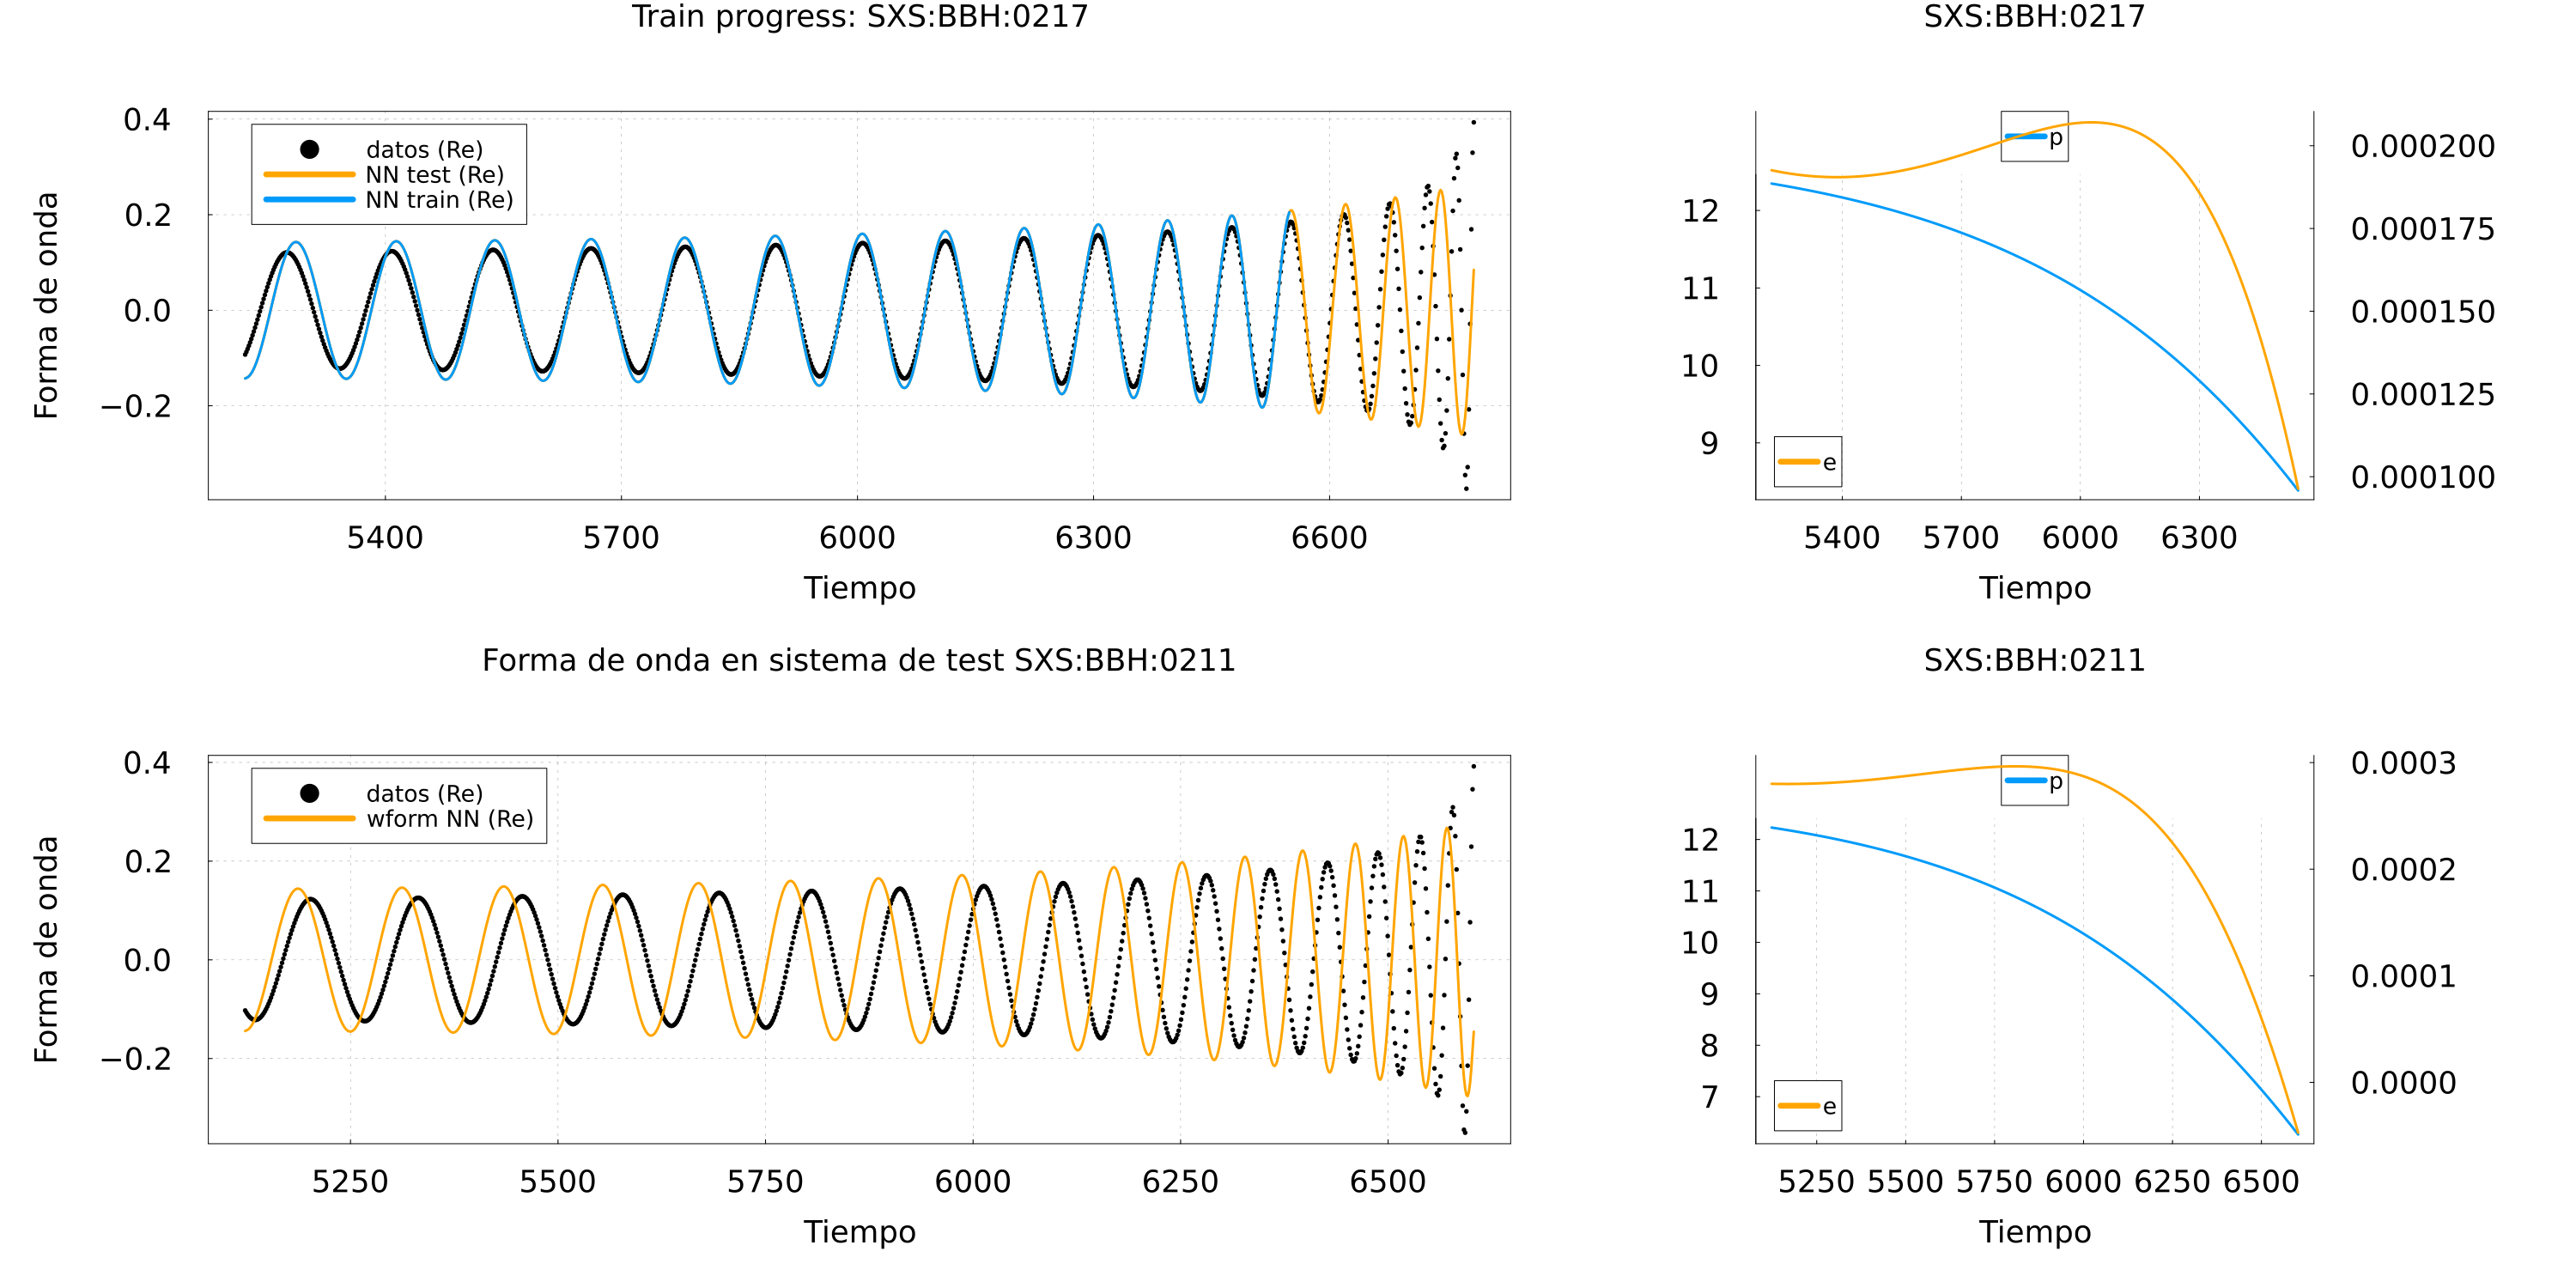 Train progress: SXS:BBH:0217
SXS:BBH:0217
Forma de onda
0.4
0.2
0.0
−0.2
datos (Re)
NN test (Re)
NN train (Re)
5400 5700 6000 6300 6600
Tiempo
12
11
10
9
p
e
0.000200
0.000175
0.000150
0.000125
0.000100
5400 5700 6000 6300
Tiempo
Forma de onda en sistema de test SXS:BBH:0211
SXS:BBH:0211
Forma de onda
0.4
0.2
0.0
−0.2
datos (Re)
wform NN (Re)
5250 5500 5750 6000 6250 6500
Tiempo
12
11
10
9
8
7
p
e
0.0003
0.0002
0.0001
0.0000
5250 5500 5750 6000 6250 6500
Tiempo